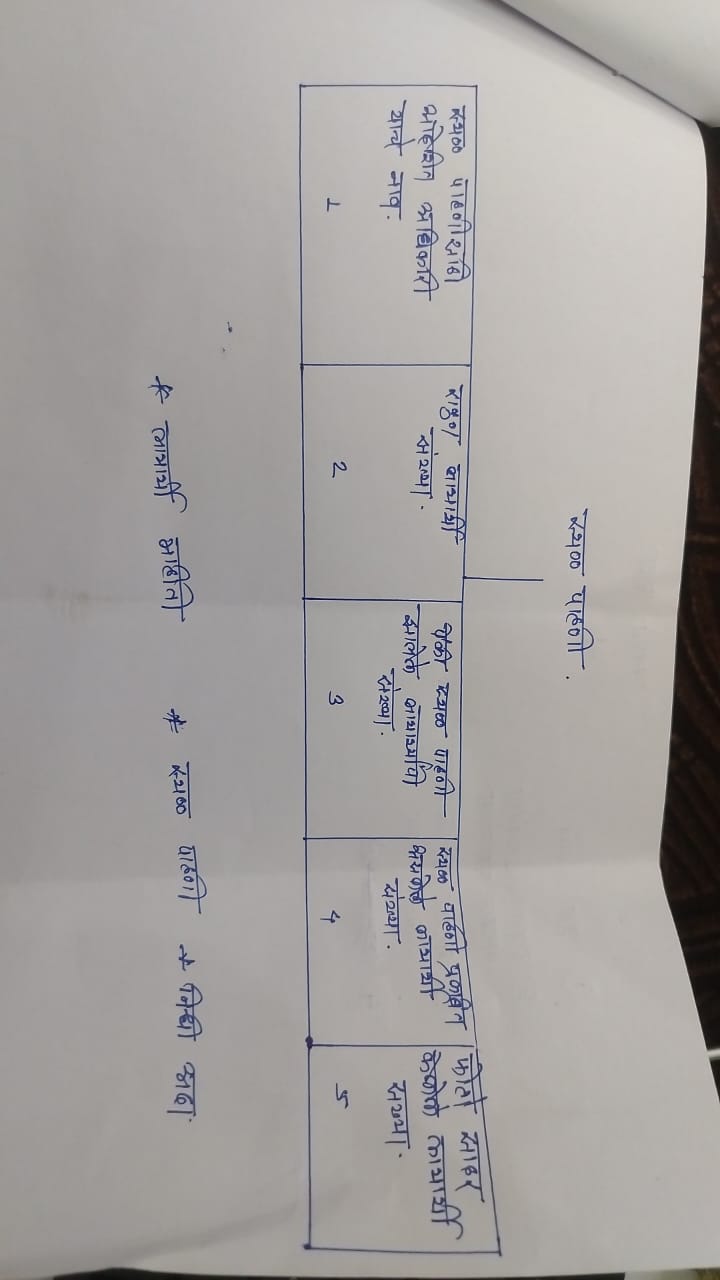 स्थळ पाहणी.
स्थळ पाहणीसाठी
आदेशित अधिकारी
याचे नाव.
1
एकुण लाभार्थी
संख्या.
2
पैकी स्थळ पाहणी
झालेले लाभार्थ्यांची
संख्या.
3
स्थळ पाहणी प्रलंबीत
असलेले लाभार्थी
संख्या.
4
फोटो सादर
केलेले लाभार्थी
संख्या.
5
* लाभार्थी माहीती * स्थळ पाहणी * निधी अदा.